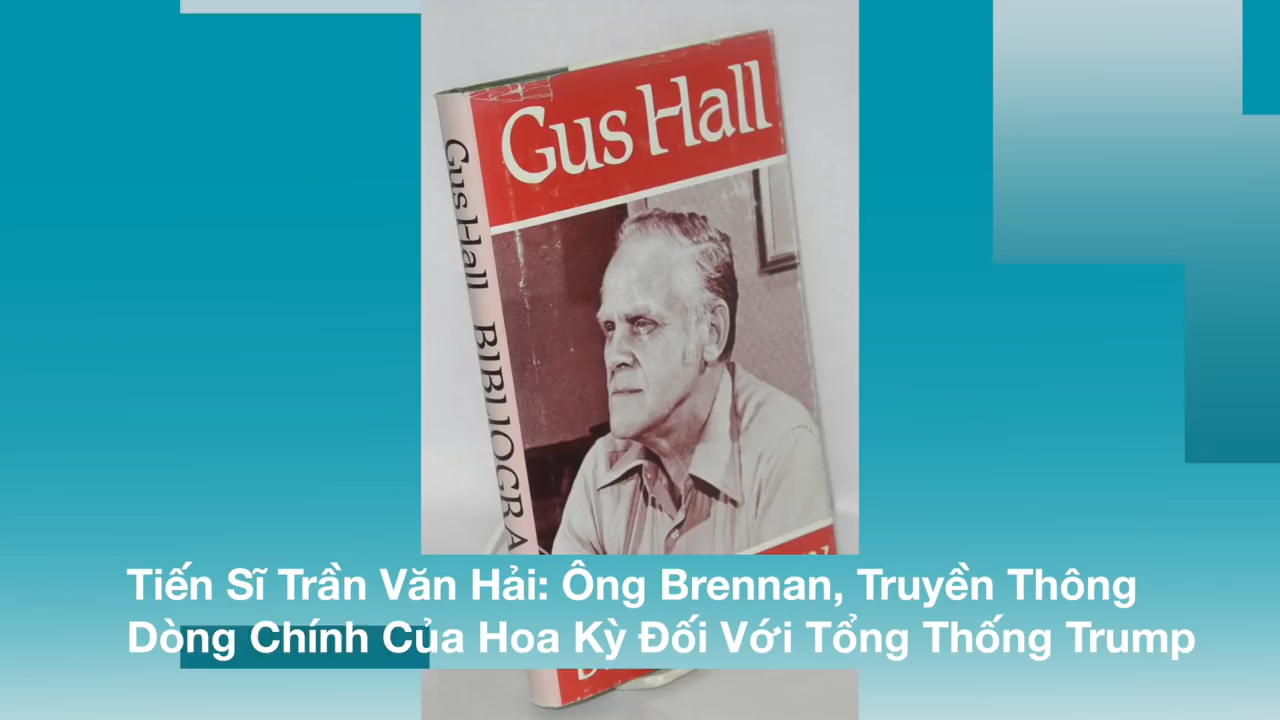 Gus Hall
Gus Hall BIBLIOGRA
Tiến Sĩ Trần Văn Hải: Ông Brennan, Truyền Thông
Dòng Chính Của Hoa Kỳ Đối Với Tổng Thống Trump